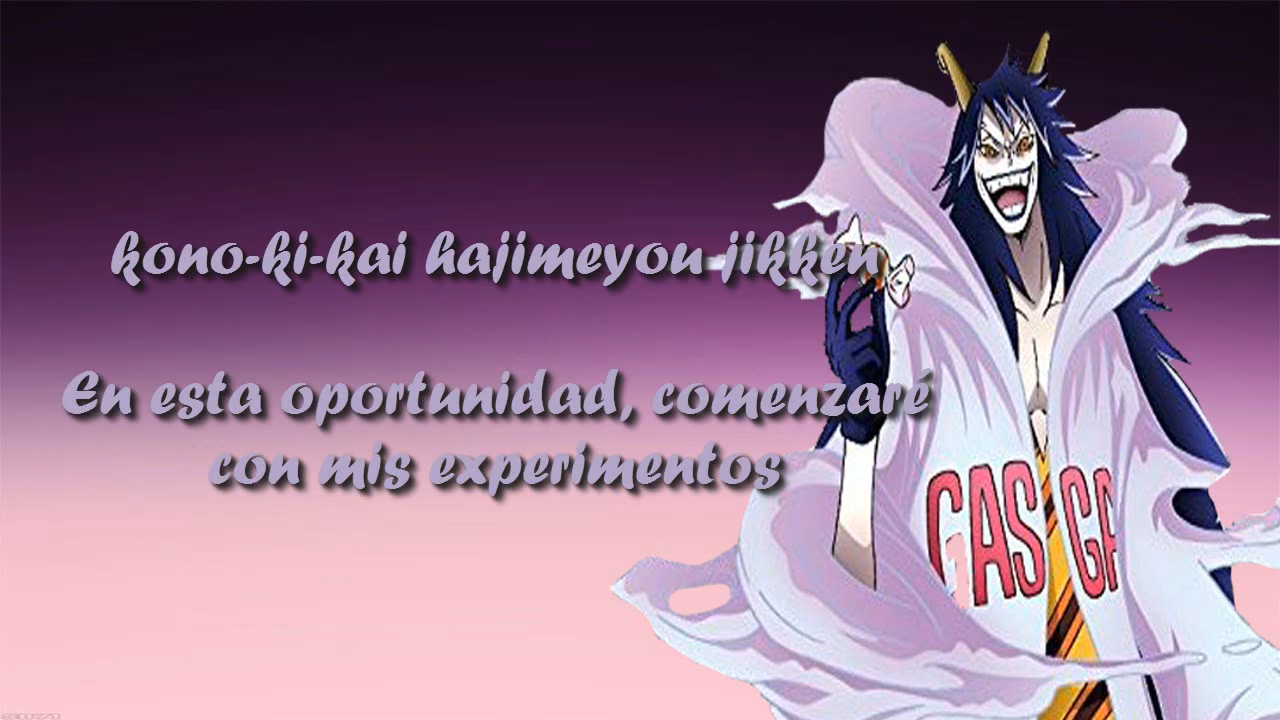 kono-ki-kai hajimeyou jikken
En esta oportunidad, comenzaré
con mis experimentos
GAS GA